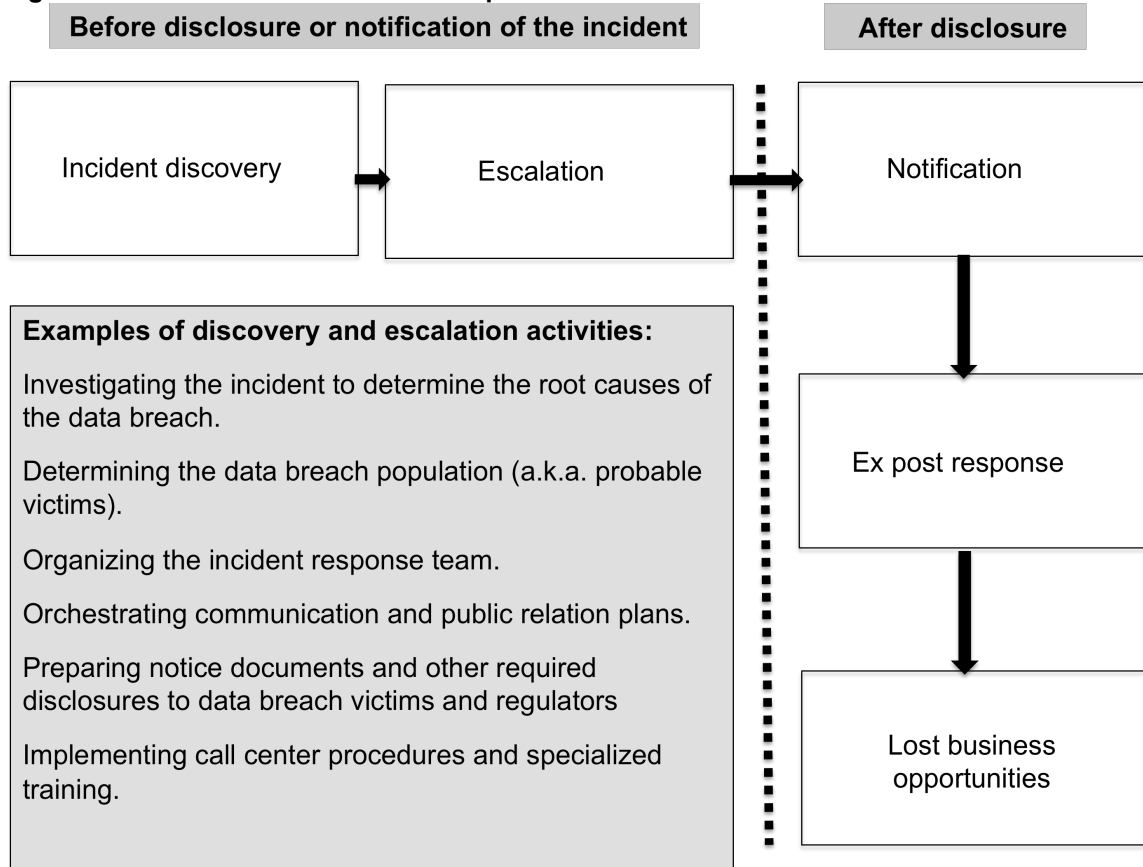 Before disclosure or notification of the incident
After disclosure
Incident discovery
Escalation
Notification
Examples of discovery and escalation activities:
Investigating the incident to determine the root causes of
the data breach.
Determining the data breach population (a.k.a. probable
victims).
Organizing the incident response team.
Orchestrating communication and public relation plans.
Preparing notice documents and other required
disclosures to data breach victims and regulators
Implementing call center procedures and specialized
training.
Ex post response
Lost business
opportunities